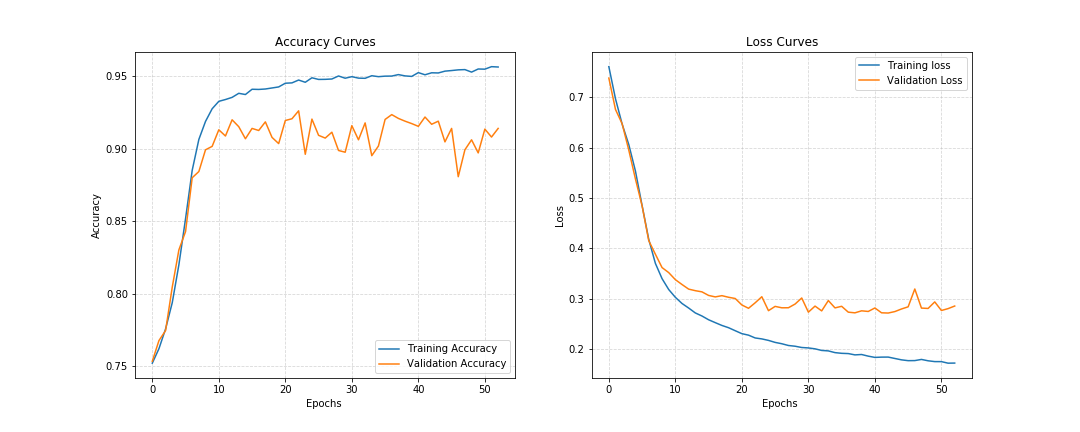 Accuracy Curves
0.95
0.90
0.85
0.80
0.75
Accuracy
0
10
20
30
40
50
Epochs
Training Accuracy
Validation Accuracy
Loss Curves
0.7
0.6
0.5
0.4
0.3
0.2
Loss
0
10
20
30
40
50
Epochs
Training loss
Validation Loss